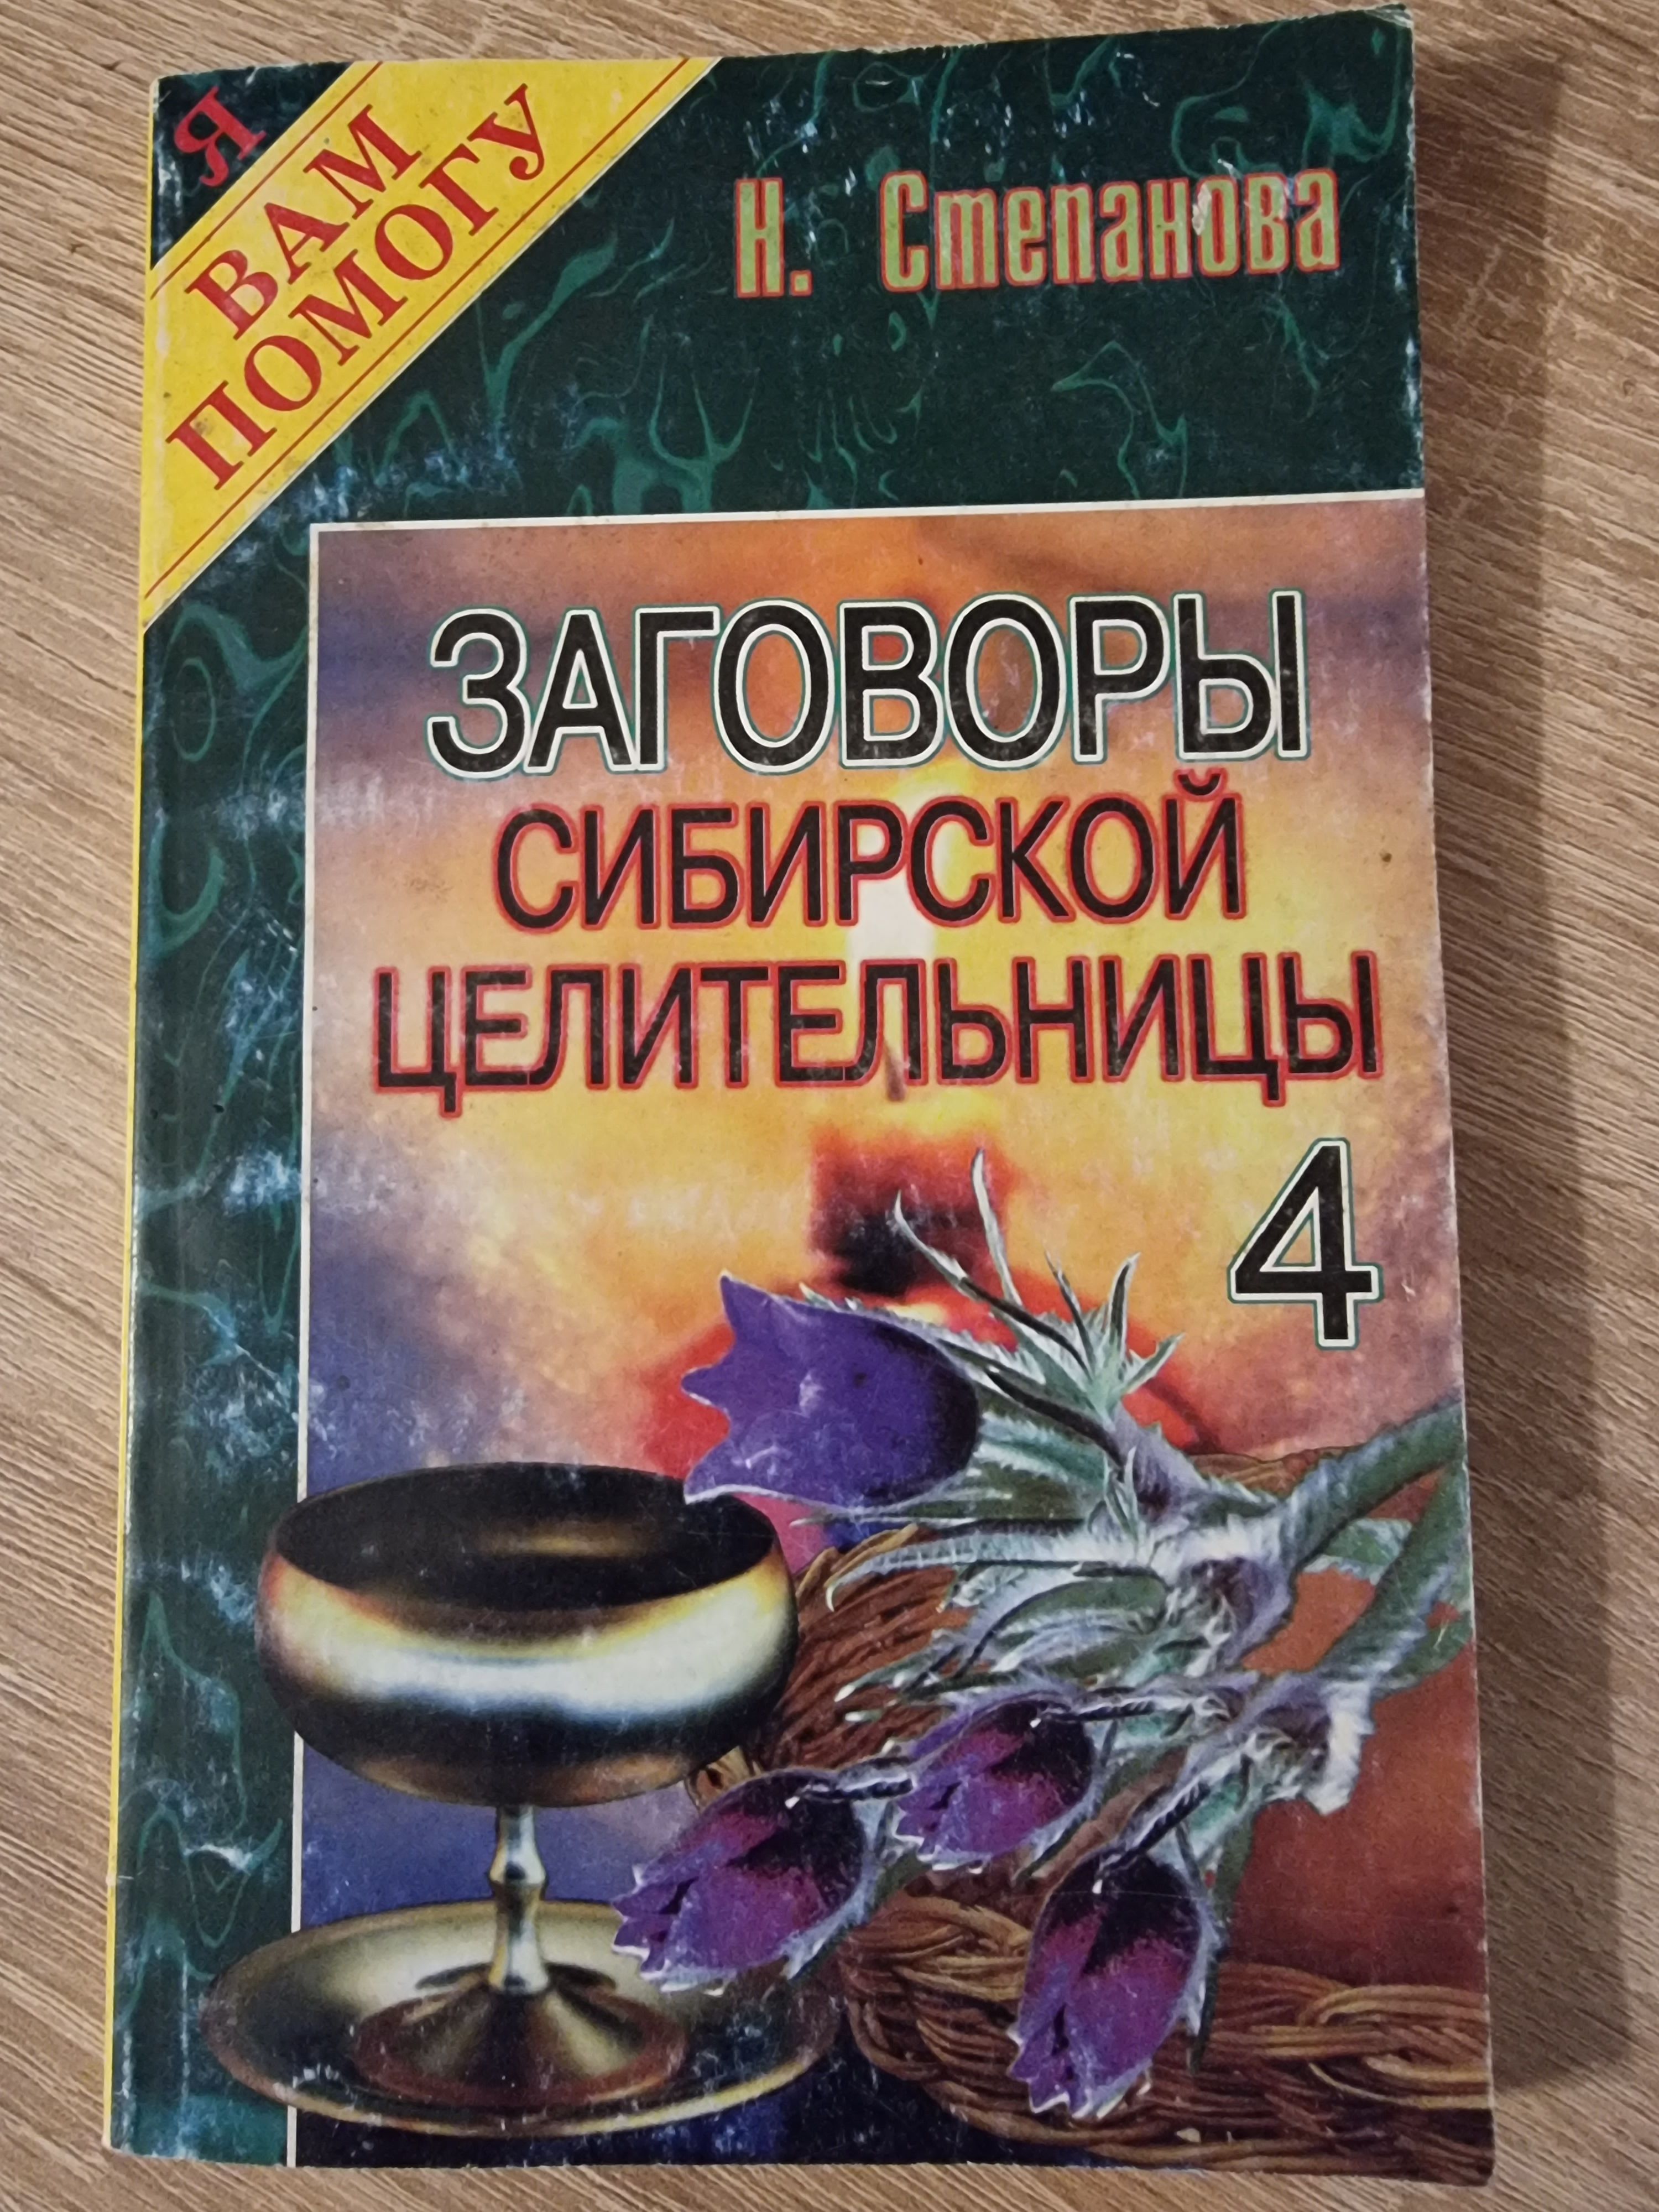 Я
ВАМ
ПОМОГУ
Н. Степанова
ЗАГОВОРЫ
СИБИРСКОЙ
ЦЕЛИТЕЛЬНИЦЫ
4